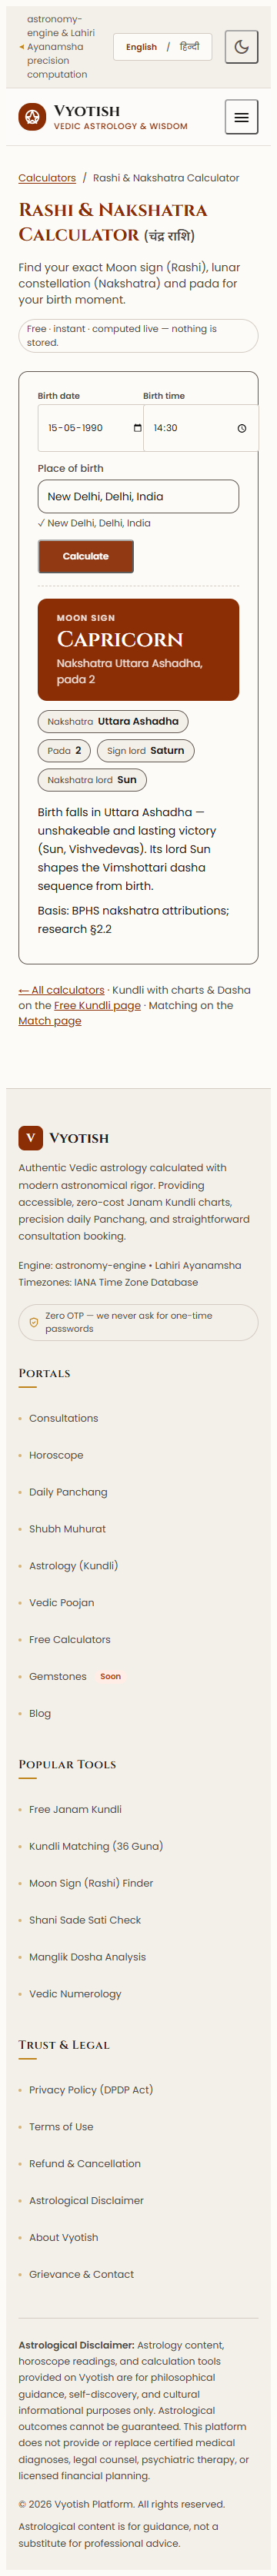 astronomy-
engine & Lahiri
Ayanamsha
precision
computation
English / हिन्दी
Vyotish
VEDIC ASTROLOGY & WISDOM
Calculators / Rashi & Nakshatra Calculator
Rashi & Nakshatra
Calculator (चंद्र राशि)
Find your exact Moon sign (Rashi), lunar
constellation (Nakshatra) and pada for
your birth moment.
Free · instant · computed live — nothing is
stored.
Birth date Birth time
15-05-1990 14:30
Place of birth
New Delhi, Delhi, India
✓ New Delhi, Delhi, India
Calculate
MOON SIGN
Capricorn
Nakshatra Uttara Ashadha,
pada 2
Nakshatra Uttara Ashadha
Pada 2 Sign lord Saturn
Nakshatra lord Sun
Birth falls in Uttara Ashadha —
unshakeable and lasting victory
(Sun, Vishvedevas). Its lord Sun
shapes the Vimshottari dasha
sequence from birth.
Basis: BPHS nakshatra attributions;
research §2.2
← All calculators · Kundli with charts & Dasha
on the Free Kundli page · Matching on the
Match page
V Vyotish
Authentic Vedic astrology calculated with
modern astronomical rigor. Providing
accessible, zero-cost Janam Kundli charts,
precision daily Panchang, and straightforward
consultation booking.
Engine: astronomy-engine • Lahiri Ayanamsa
Timezones: IANA Time Zone Database
Zero OTP — we never ask for one-time
passwords
Portals
Consultations
Horoscope
Daily Panchang
Shubh Muhurat
Astrology (Kundli)
Vedic Poojan
Free Calculators
Gemstones Soon
Blog
Popular Tools
Free Janam Kundli
Kundli Matching (36 Guna)
Moon Sign (Rashi) Finder
Shani Sade Sati Check
Manglik Dosha Analysis
Vedic Numerology
Trust & Legal
Privacy Policy (DPDP Act)
Terms of Use
Refund & Cancellation
Astrological Disclaimer
About Vyotish
Grievance & Contact
Astrological Disclaimer: Astrology content,
horoscope readings, and calculation tools
provided on Vyotish are for philosophical
guidance, self-discovery, and cultural
informational purposes only. Astrological
outcomes cannot be guaranteed. This platform
does not provide or replace certified medical
diagnoses, legal counsel, psychiatric therapy, or
licensed financial planning.
© 2026 Vyotish Platform. All rights reserved.
Astrological content is for guidance, not a
substitute for professional advice.